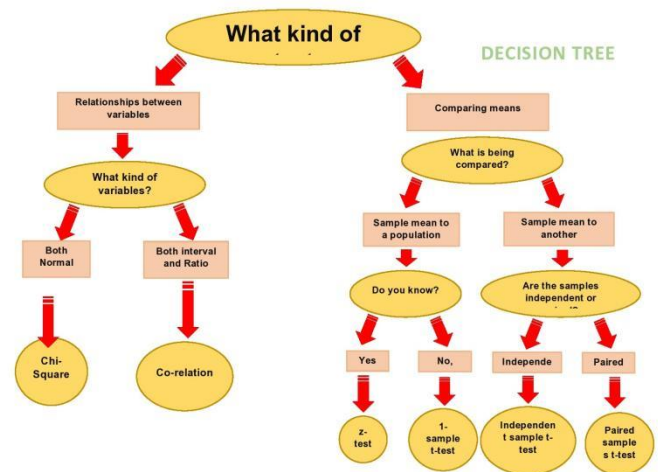 What kind of
DECISION TREE
Relationships between
variables
Comparing means
What kind of
variables?
What is being
compared?
Both
Normal
Both interval
and Ratio
Sample mean to
a population
Sample mean to
another
Do you know?
Are the samples
independent or
Chi-
Square
Co-relation
Yes
No,
Independe
Paired
z-
test
1-
sample
t-test
Independen
t sample t-
test
Paired
sample
s t-test